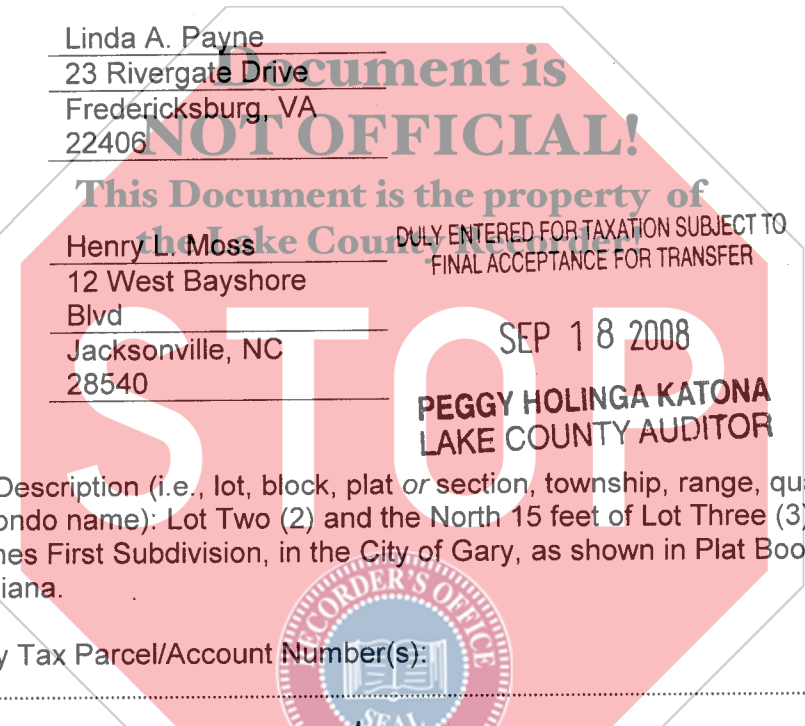 Linda A. Payne
23 Rivergate Drive
Fredericksburg, VA
22406
Document is
NOT OFFICIAL!
This Document is the property of
the Lake County Recorder!
Henry L. Moss
12 West Bayshore
Blvd
Jacksonville, NC
28540
DULY ENTERED FOR TAXATION SUBJECT TO
FINAL ACCEPTANCE FOR TRANSFER
SEP 18 2008
PEGGY HOLINGA KATONA
LAKE COUNTY AUDITOR
STOP
Description (i.e., lot, block, plat or section, township, range, qu
ondo name): Lot Two (2) and the North 15 feet of Lot Three (3)
nes First Subdivision, in the City of Gary, as shown in Plat Boo
iana.
y Tax Parcel/Account Number(s):
RECORDER'S OFFICE
SEAL